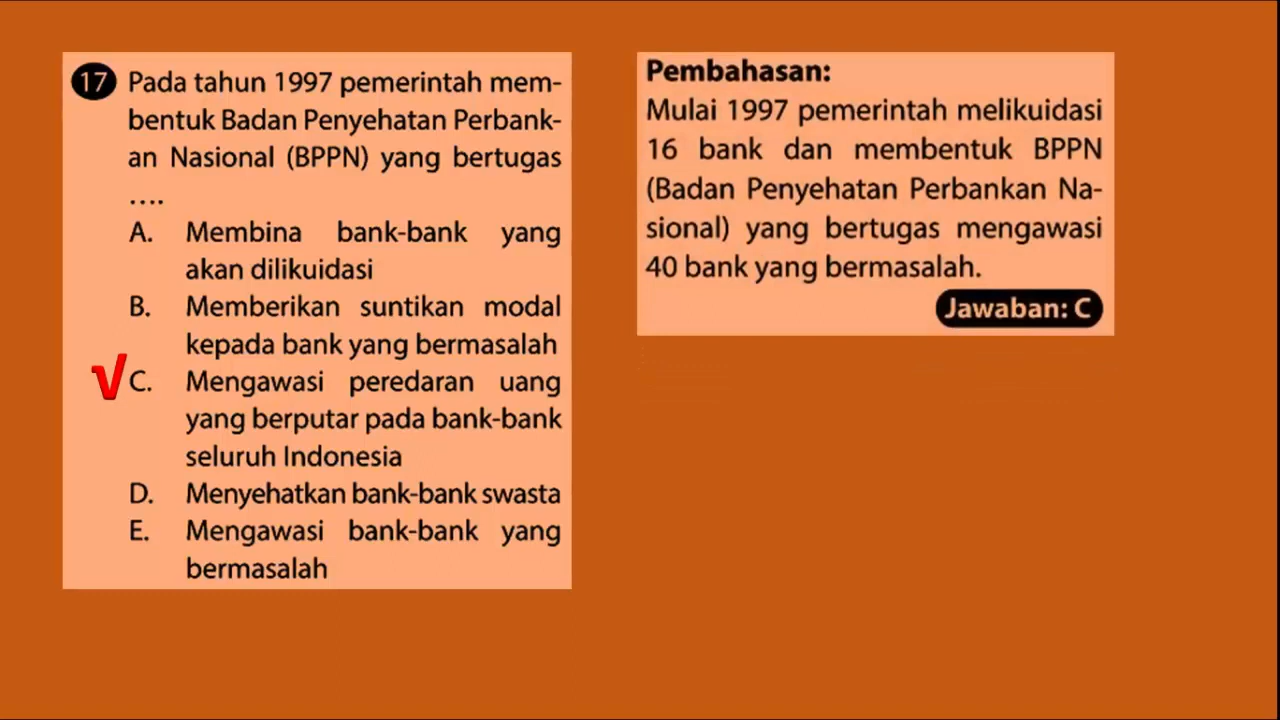 17 Pada tahun 1997 pemerintah mem-
bentuk Badan Penyehatan Perbank-
an Nasional (BPPN) yang bertugas
....
A. Membina bank-bank yang
akan dilikuidasi
B. Memberikan suntikan modal
kepada bank yang bermasalah
√ C. Mengawasi peredaran uang
yang berputar pada bank-bank
seluruh Indonesia
D. Menyehatkan bank-bank swasta
E. Mengawasi bank-bank yang
bermasalah
Pembahasan:
Mulai 1997 pemerintah melikuidasi
16 bank dan membentuk BPPN
(Badan Penyehatan Perbankan Na-
sional) yang bertugas mengawasi
40 bank yang bermasalah.
Jawaban: C